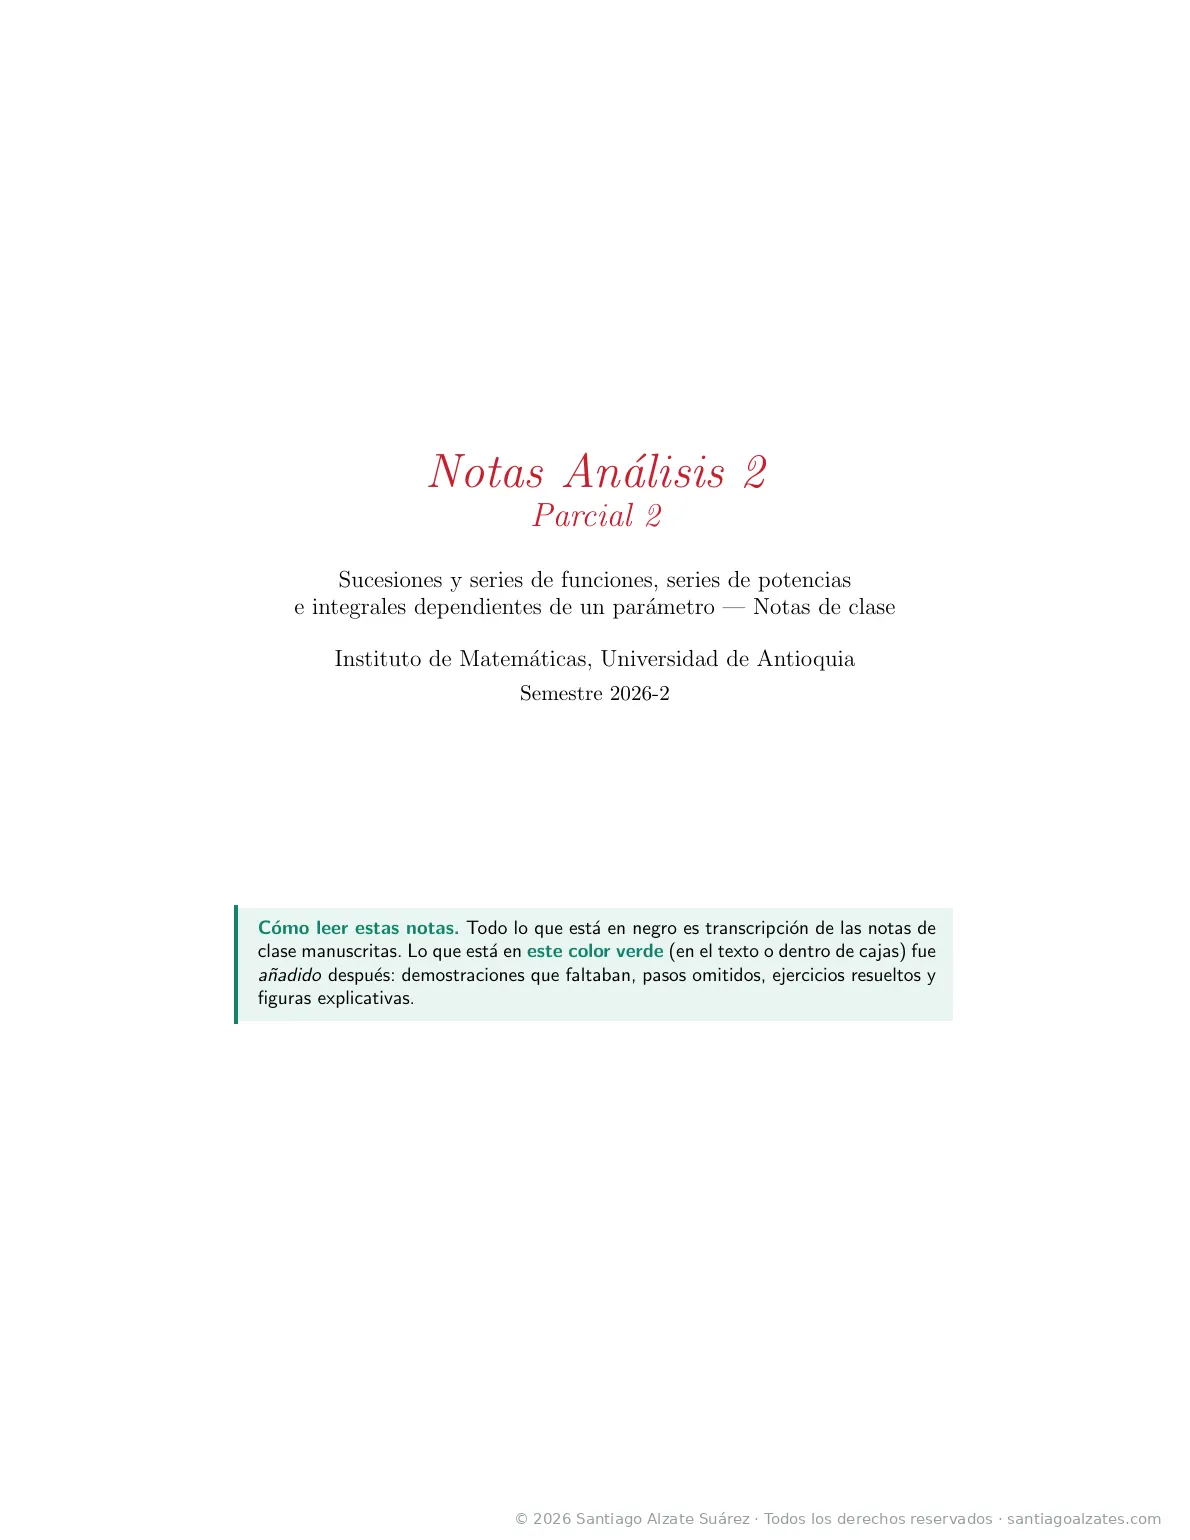 Notas Análisis 2
Parcial 2
Sucesiones y series de funciones, series de potencias
e integrales dependientes de un parámetro — Notas de clase
Instituto de Matemáticas, Universidad de Antioquia
Semestre 2026-2
Cómo leer estas notas. Todo lo que está en negro es transcripción de las notas de
clase manuscritas. Lo que está en este color verde (en el texto o dentro de cajas) fue
añadido después: demostraciones que faltaban, pasos omitidos, ejercicios resueltos y
figuras explicativas.
© 2026 Santiago Alzate Suárez · Todos los derechos reservados · santiagoalzates.com